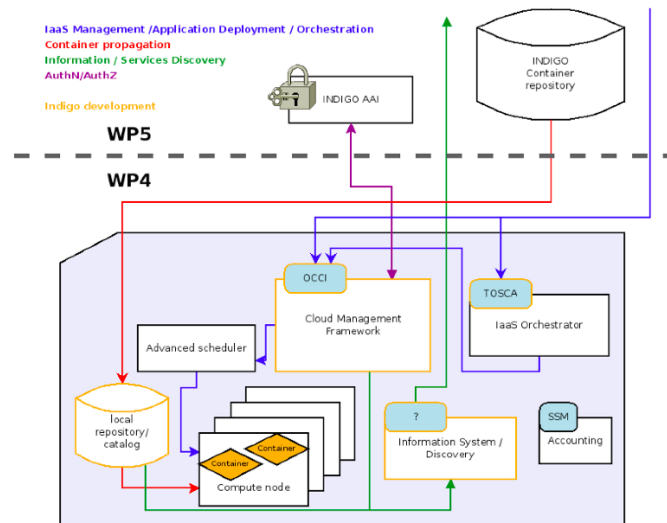 IaaS Management /Application Deployment / Orchestration
Container propagation
Information / Services Discovery
AuthN/AuthZ
Indigo development
INDIGO AAI
INDIGO
Container
repository
WP5
WP4
OCCI
Cloud Management
Framework
TOSCA
IaaS Orchestrator
Advanced scheduler
local
repository/
catalog
Container
Container
Compute node
?
Information System /
Discovery
SSM
Accounting